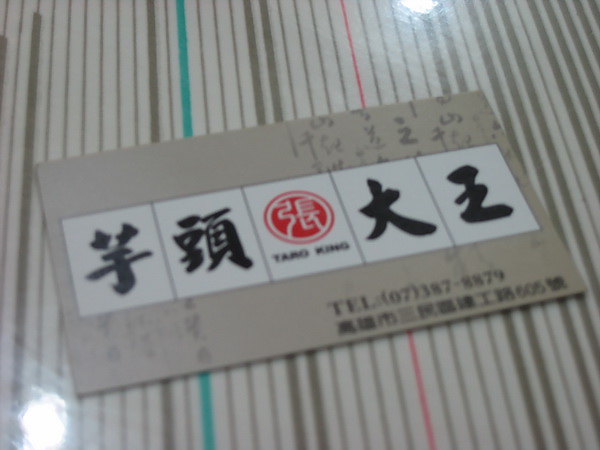 芋頭 張 大王
TARO KING
TEL:(07)387-8879
高雄市三民區建工路605號